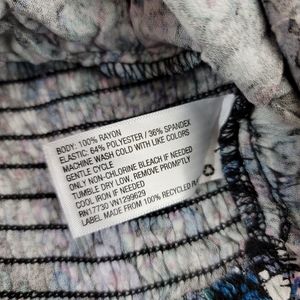 BODY: 100% RAYON
ELASTIC: 64% POLYESTER / 36% SPANDEX
MACHINE WASH COLD WITH LIKE COLORS
GENTLE CYCLE
ONLY NON-CHLORINE BLEACH IF NEEDED
TUMBLE DRY LOW, REMOVE PROMPTLY
COOL IRON IF NEEDED
RN17730 VN1299629
LABEL MADE FROM 100% RECYCLED